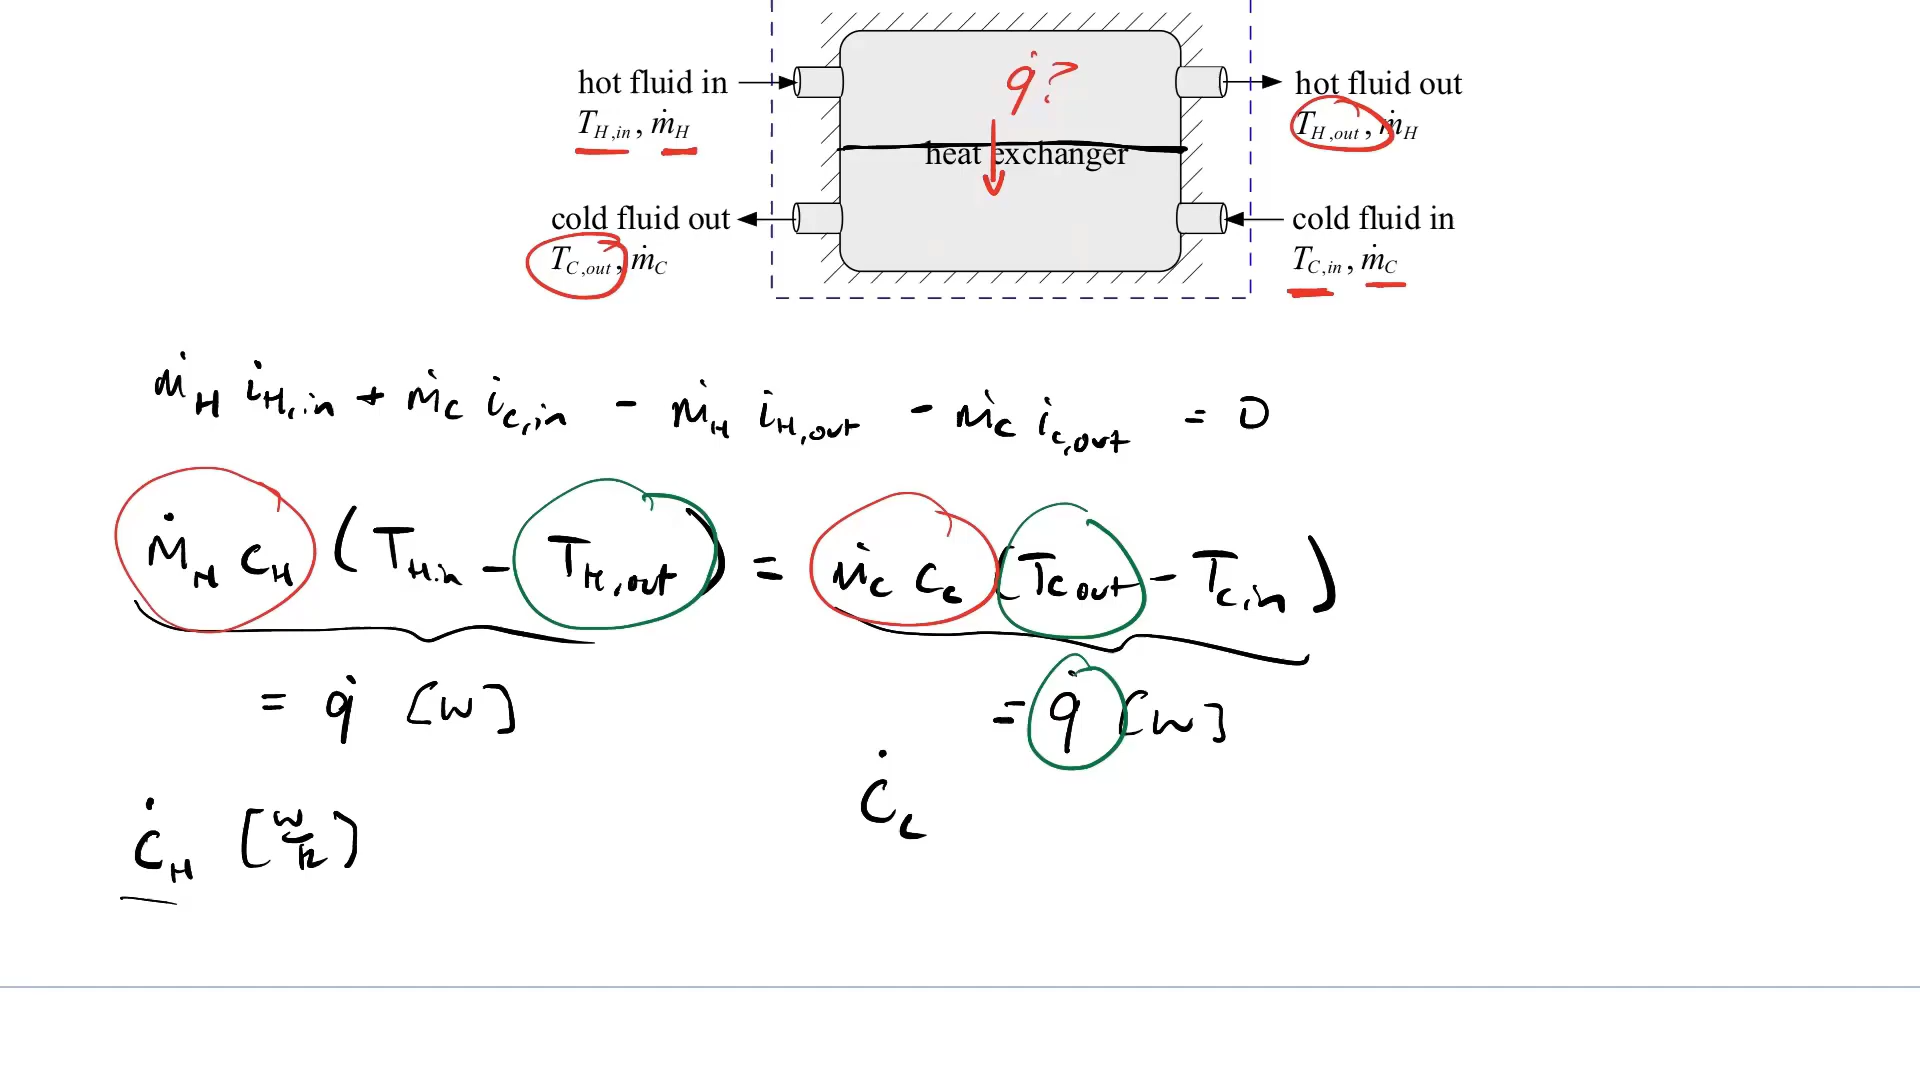 q̇?
hot fluid in
hot fluid out
T_H,in, ṁ_H
T_H,out, ṁ_H
heat exchanger
cold fluid out
cold fluid in
T_C,out, ṁ_C
T_C,in, ṁ_C
ṁ_H i_H,in + ṁ_C i_C,in - ṁ_H i_H,out - ṁ_C i_C,out = 0
ṁ_H C_H (T_H,in - T_H,out) = ṁ_C C_C (T_C,out - T_C,in)
= q̇ [W]
= q̇ [W]
Ċ_C
Ċ_H [W/K]